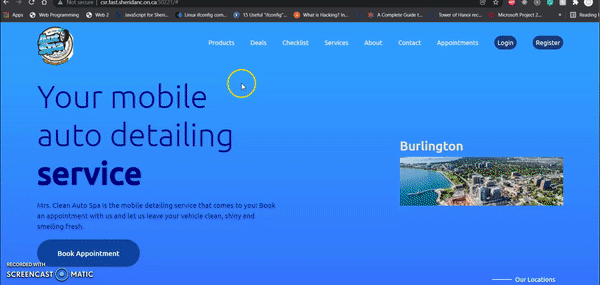 Not secure | csr.fast.sheridanc.on.ca:50221/#
Apps Web Programming Web 2 JavaScript for Sheri... Linux ifconfig comm... 15 Useful "ifconfig"... What is Hacking? In... A Complete Guide t... Tower of Hanoi recu... Microsoft Project 2... Reading
Products Deals Checklist Services About Contact Appointments Login Register
Your mobile
auto detailing
service
Burlington
Mrs. Clean Auto Spa is the mobile detailing service that comes to you! Book
an appointment with us and let us leave your vehicle clean, shiny and
smelling fresh.
Book Appointment
RECORDED WITH
SCREENCAST MATIC
Our Locations